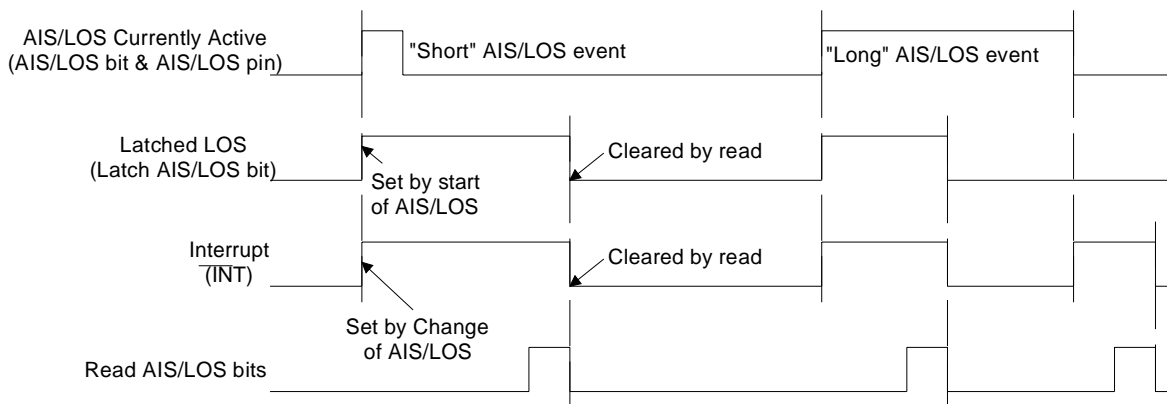 AIS/LOS Currently Active
(AIS/LOS bit & AIS/LOS pin)
"Short" AIS/LOS event
"Long" AIS/LOS event
Latched LOS
(Latch AIS/LOS bit)
Set by start
of AIS/LOS
Cleared by read
Interrupt
(INT)
Cleared by read
Set by Change
of AIS/LOS
Read AIS/LOS bits